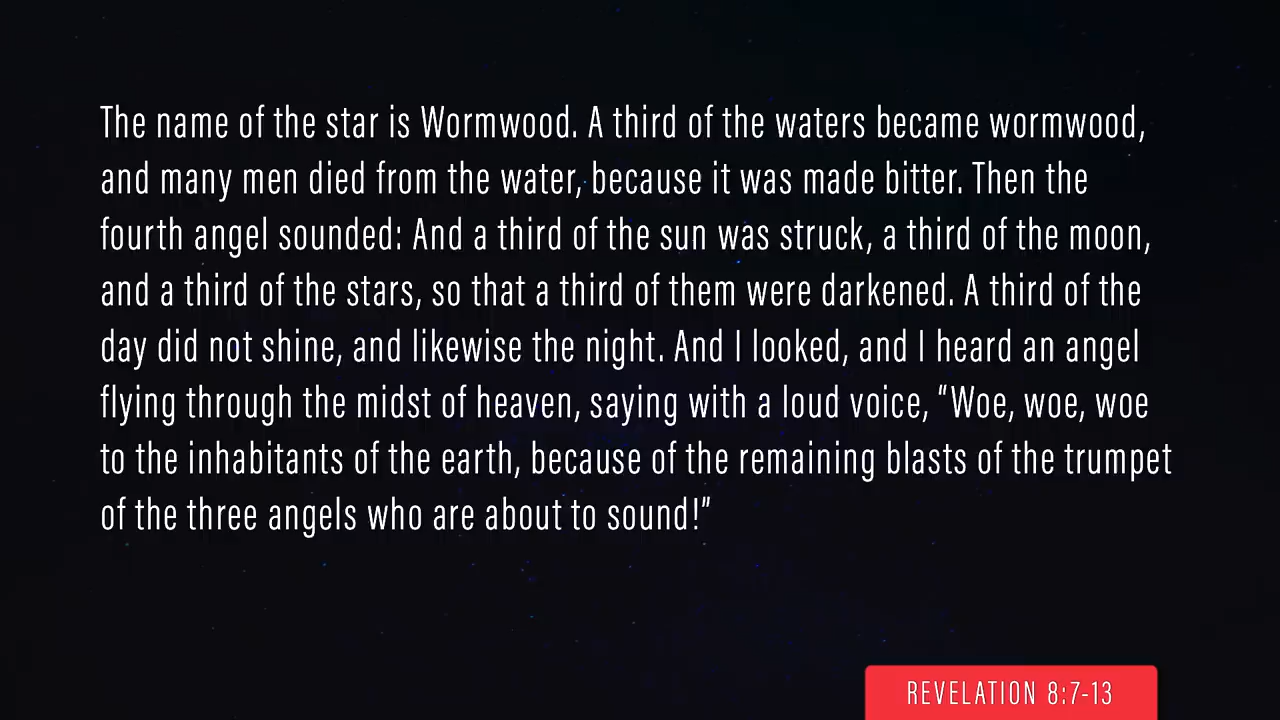 The name of the star is Wormwood. A third of the waters became wormwood,
and many men died from the water, because it was made bitter. Then the
fourth angel sounded: And a third of the sun was struck, a third of the moon,
and a third of the stars, so that a third of them were darkened. A third of the
day did not shine, and likewise the night. And I looked, and I heard an angel
flying through the midst of heaven, saying with a loud voice, "Woe, woe, woe
to the inhabitants of the earth, because of the remaining blasts of the trumpet
of the three angels who are about to sound!"
REVELATION 8:7-13